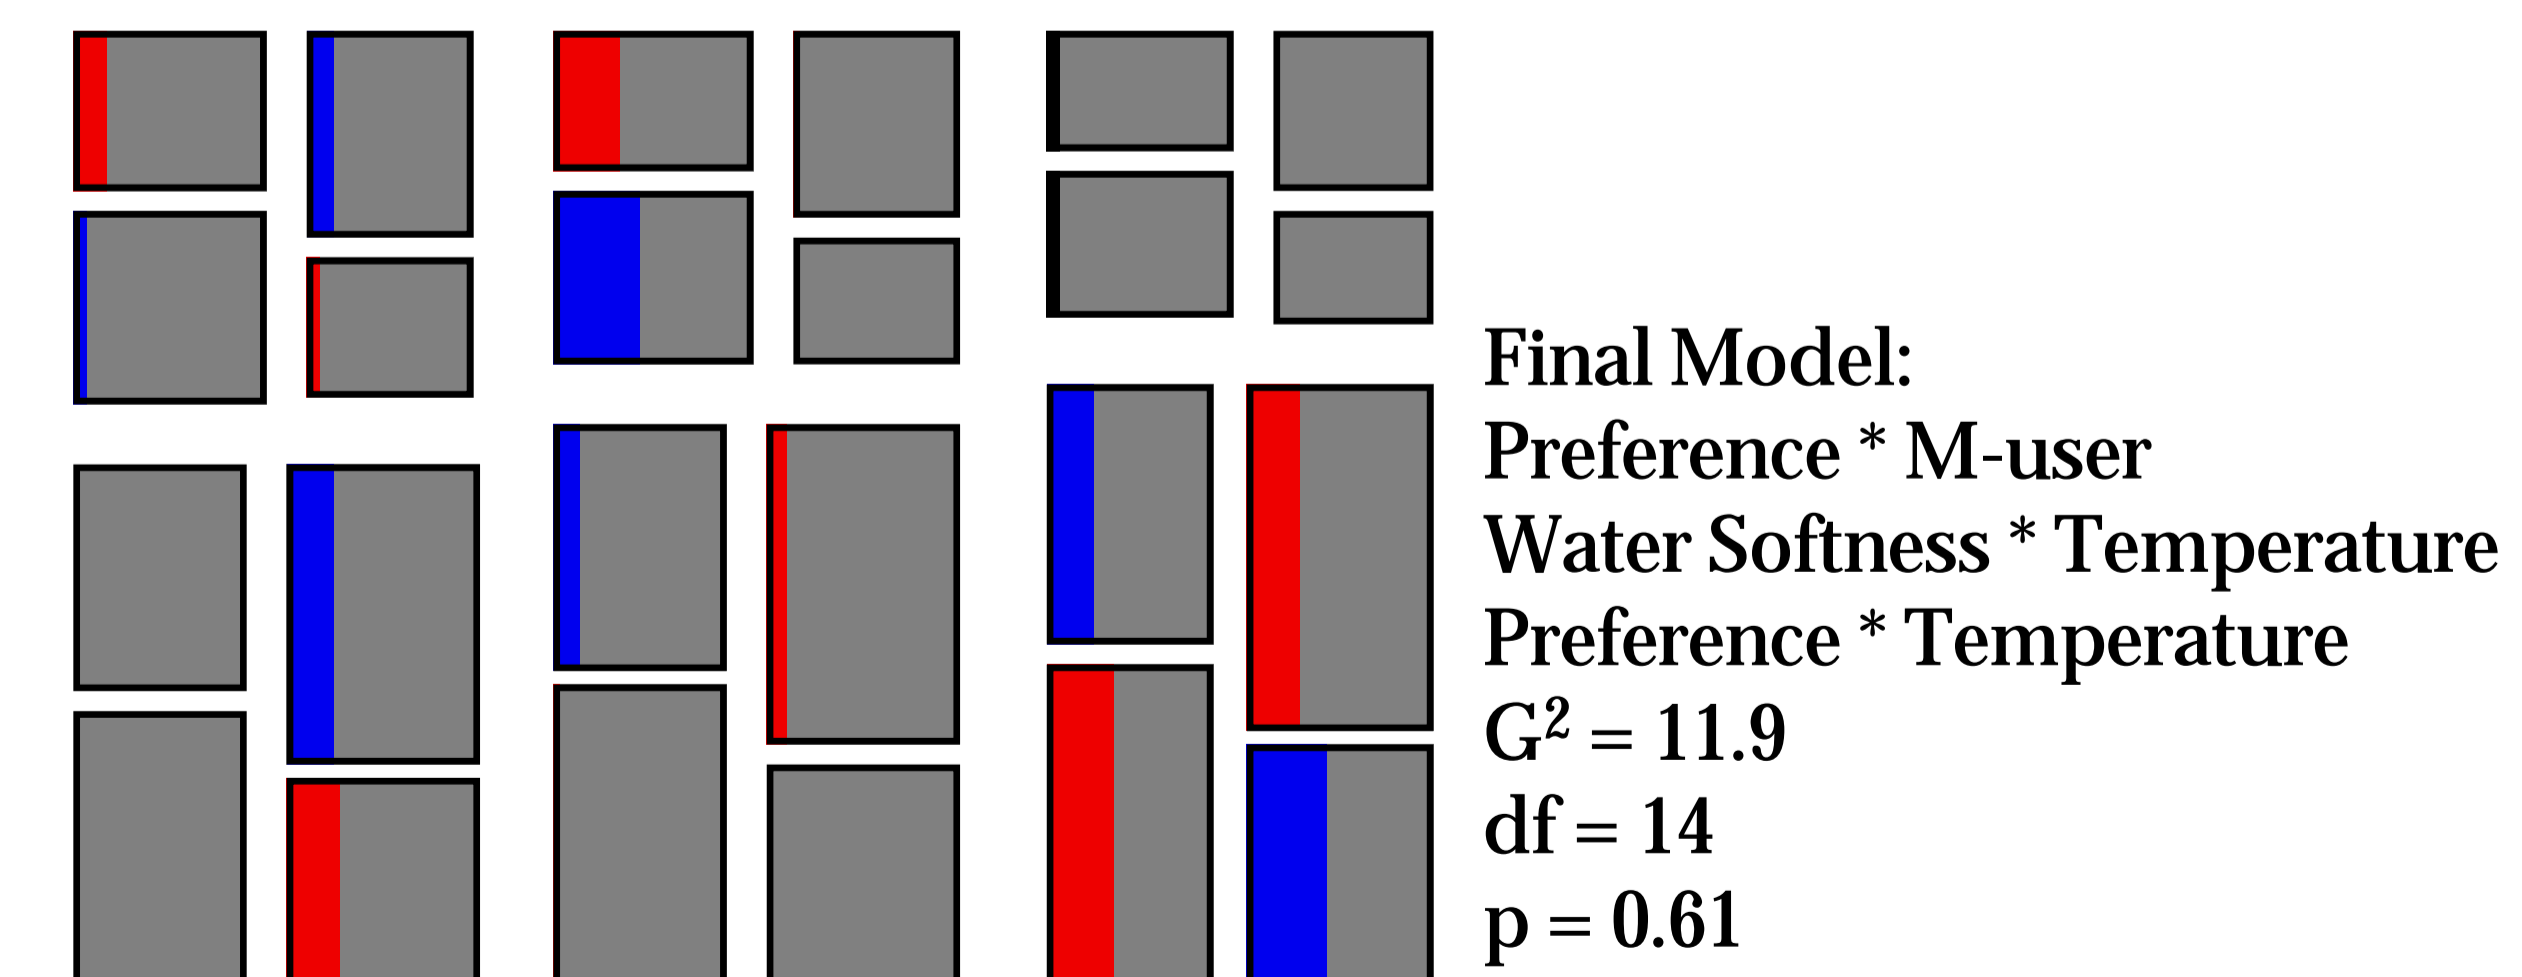 Final Model:
Preference * M-user
Water Softness * Temperature
Preference * Temperature
G² = 11.9
df = 14
p = 0.61